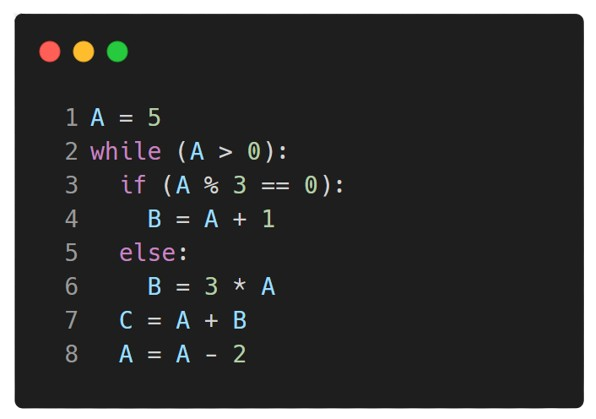 1 A = 5
2 while (A > 0):
3   if (A % 3 == 0):
4     B = A + 1
5   else:
6     B = 3 * A
7   C = A + B
8   A = A - 2